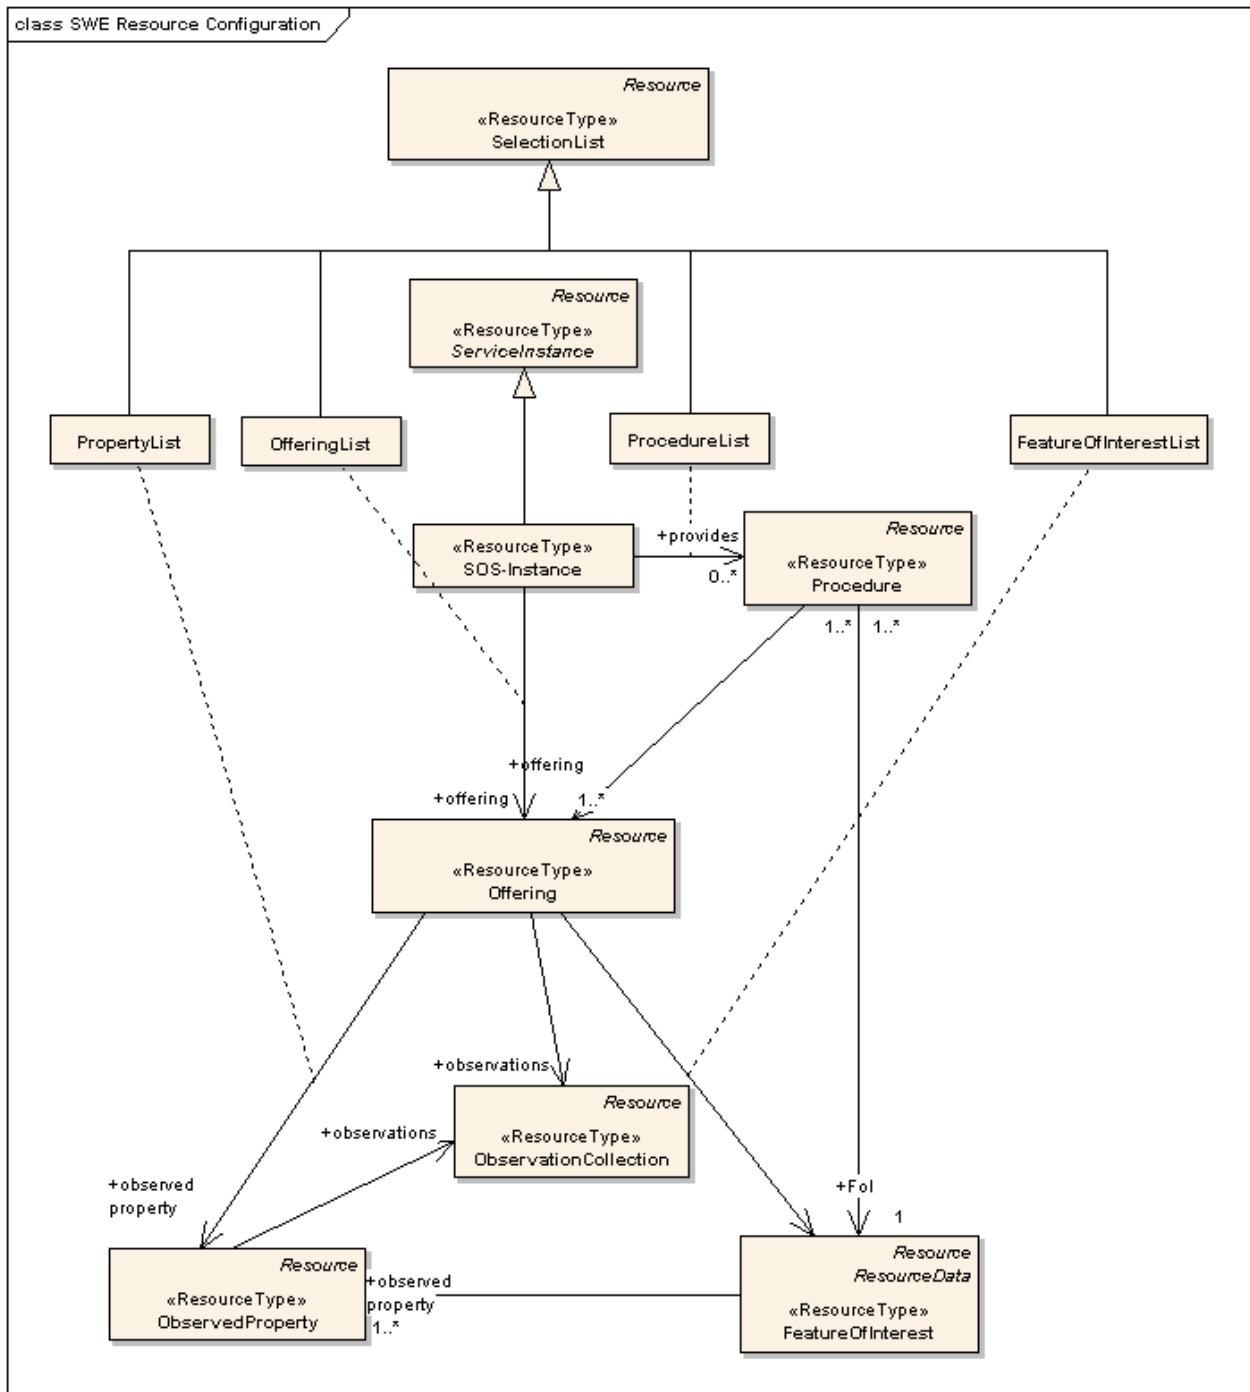 class SWE Resource Configuration
Resource
«ResourceType»
SelectionList
Resource
«ResourceType»
ServiceInstance
PropertyList
OfferingList
ProcedureList
FeatureOfInterestList
«ResourceType»
SOS-Instance
+provides
0..*
Resource
«ResourceType»
Procedure
1..*
1..*
+offering
+offering
1..*
Resource
«ResourceType»
Offering
+observations
Resource
«ResourceType»
ObservationCollection
+observations
+observed
property
+FoI
1
Resource
«ResourceType»
ObservedProperty
+observed
property
1..*
Resource
ResourceData
«ResourceType»
FeatureOfInterest